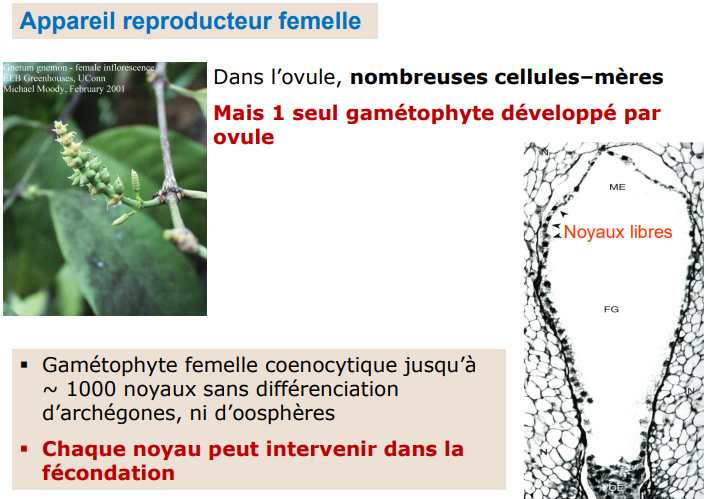 Appareil reproducteur femelle
Gnetum gnemon - female inflorescence
EEB Greenhouses, UConn
Michael Moody, February 2001
Dans l’ovule, nombreuses cellules–mères
Mais 1 seul gamétophyte développé par
ovule
N
ME
Noyaux libres
FG
N
N
CE
▪ Gamétophyte femelle coenocytique jusqu’à
~ 1000 noyaux sans différenciation
d’archégones, ni d’oosphères
▪ Chaque noyau peut intervenir dans la
fécondation